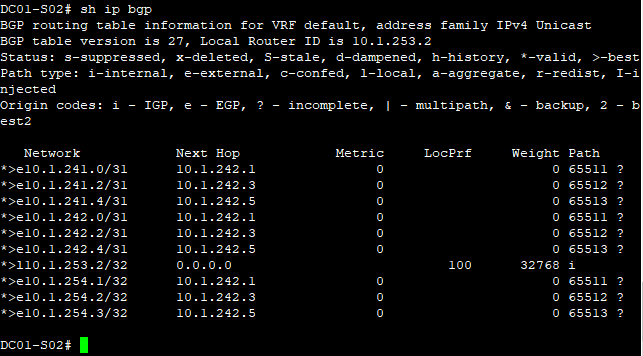 DC01-S02# sh ip bgp
BGP routing table information for VRF default, address family IPv4 Unicast
BGP table version is 27, Local Router ID is 10.1.253.2
Status: s-suppressed, x-deleted, S-stale, d-dampened, h-history, *-valid, >-best
Path type: i-internal, e-external, c-confed, l-local, a-aggregate, r-redist, I-i
njected
Origin codes: i - IGP, e - EGP, ? - incomplete, | - multipath, & - backup, 2 - b
est2
   Network            Next Hop            Metric     LocPrf     Weight Path
*>e10.1.241.0/31      10.1.242.1               0                     0 65511 ?
*>e10.1.241.2/31      10.1.242.3               0                     0 65512 ?
*>e10.1.241.4/31      10.1.242.5               0                     0 65513 ?
*>e10.1.242.0/31      10.1.242.1               0                     0 65511 ?
*>e10.1.242.2/31      10.1.242.3               0                     0 65512 ?
*>e10.1.242.4/31      10.1.242.5               0                     0 65513 ?
*>l10.1.253.2/32      0.0.0.0                           100      32768 i
*>e10.1.254.1/32      10.1.242.1               0                     0 65511 ?
*>e10.1.254.2/32      10.1.242.3               0                     0 65512 ?
*>e10.1.254.3/32      10.1.242.5               0                     0 65513 ?
DC01-S02#